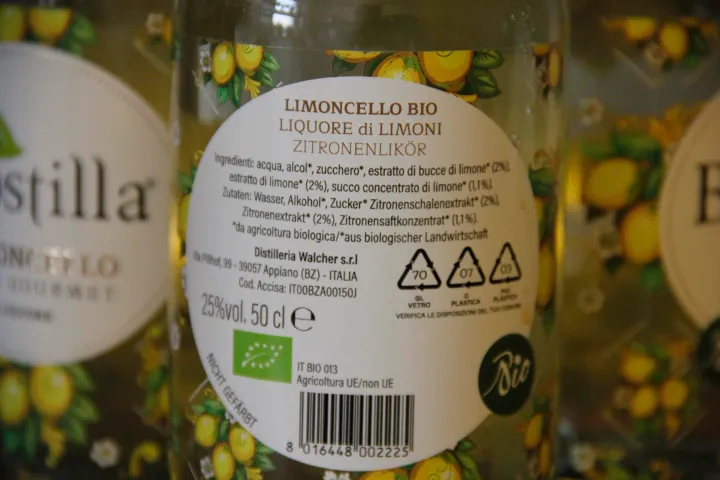 LIMONCELLO BIO
LIQUORE di LIMONI
ZITRONENLIKÖR
Ingredienti: acqua, alcol*, zucchero*, estratto di bucce di limone* (2%),
estratto di limone* (2%), succo concentrato di limone* (1,1%).
Zutaten: Wasser, Alkohol*, Zucker* Zitronenschalenextrakt* (2%),
Zitronenextrakt* (2%), Zitronensaftkonzentrat* (1,1%).
*da agricoltura biologica/*aus biologischer Landwirtschaft
Distilleria Walcher s.r.l
Via Pillhof, 99 - 39057 Appiano (BZ) - ITALIA
Cod. Accisa: IT00BZA00150J
70 07 03
GL VETRO
O PLASTICA
PVC PLASTICA
VERIFICA LE DISPOSIZIONI DEL TUO COMUNE
25%vol. 50 cl e
IT BIO 013
Agricoltura UE/non UE
NICHT GEFÄRBT
Bio
8 016448 002225
ostilla
MONCELLO
GOURMET